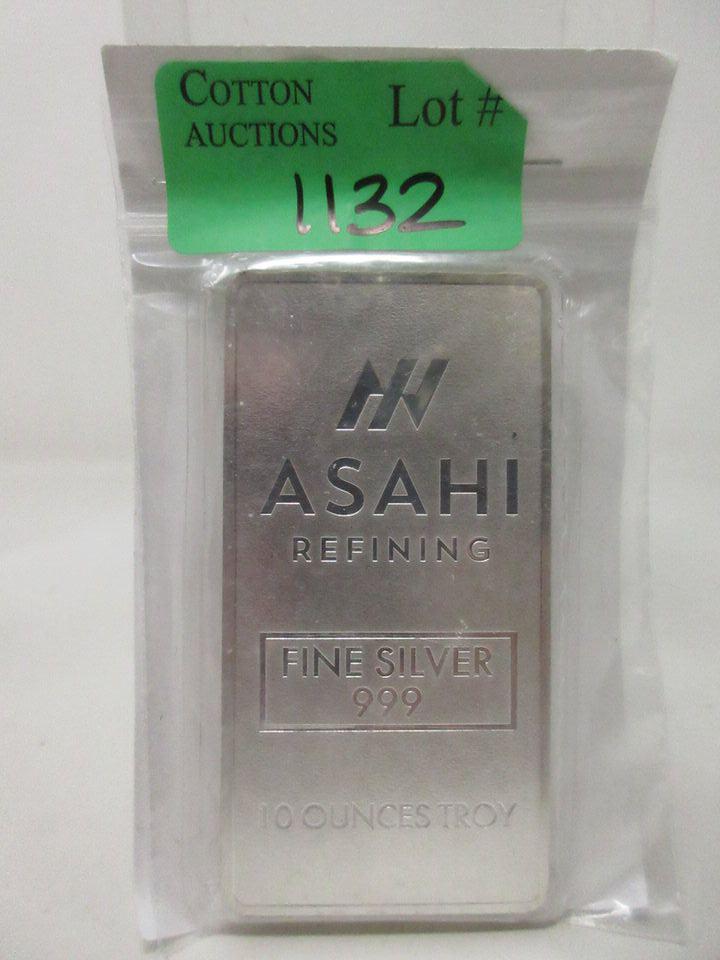 COTTON
AUCTIONS
Lot #
1132
ASAHI
REFINING
FINE SILVER
999
10 OUNCES TROY